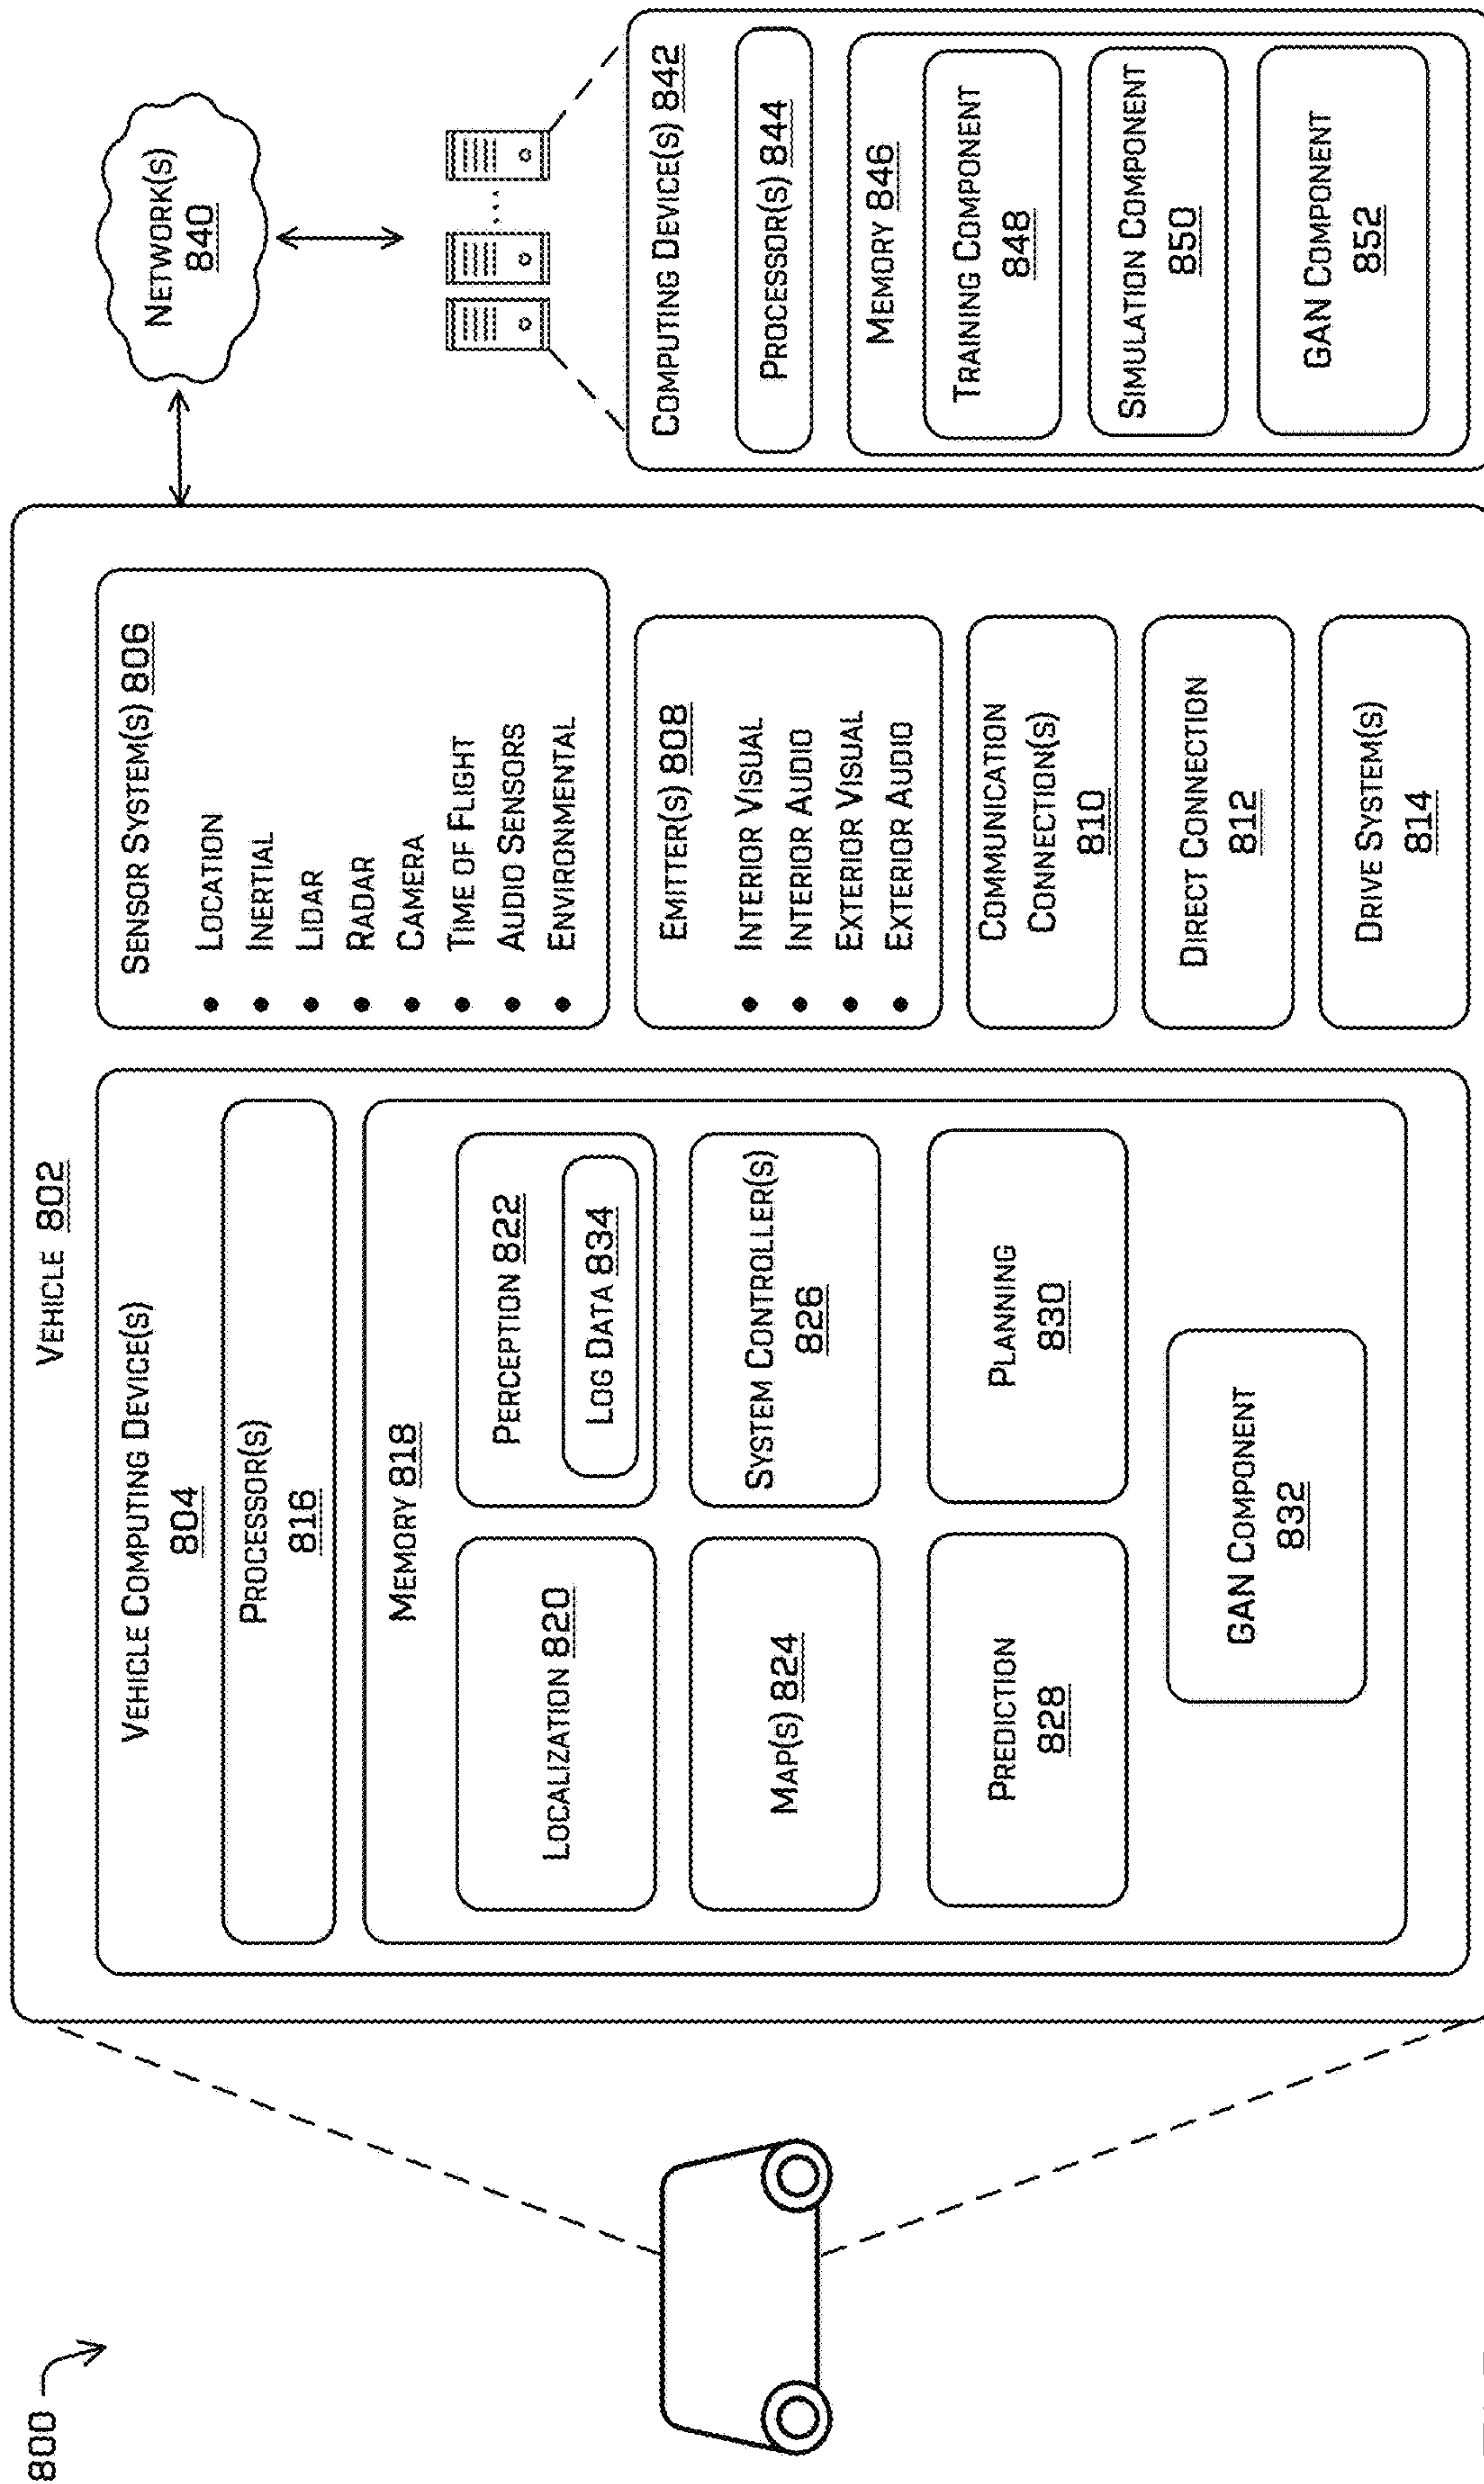 800
VEHICLE 802
VEHICLE COMPUTING DEVICE(S)
804
PROCESSOR(S)
816
MEMORY 818
LOCALIZATION 820
PERCEPTION 822
LOG DATA 834
MAP(S) 824
SYSTEM CONTROLLER(S)
826
PREDICTION
828
PLANNING
830
GAN COMPONENT
832
SENSOR SYSTEM(S) 806
• LOCATION
• INERTIAL
• LIDAR
• RADAR
• CAMERA
• TIME OF FLIGHT
• AUDIO SENSORS
• ENVIRONMENTAL
EMITTER(S) 808
• INTERIOR VISUAL
• INTERIOR AUDIO
• EXTERIOR VISUAL
• EXTERIOR AUDIO
COMMUNICATION
CONNECTION(S)
810
DIRECT CONNECTION
812
DRIVE SYSTEM(S)
814
NETWORK(S)
840
...
COMPUTING DEVICE(S) 842
PROCESSOR(S) 844
MEMORY 846
TRAINING COMPONENT
848
SIMULATION COMPONENT
850
GAN COMPONENT
852